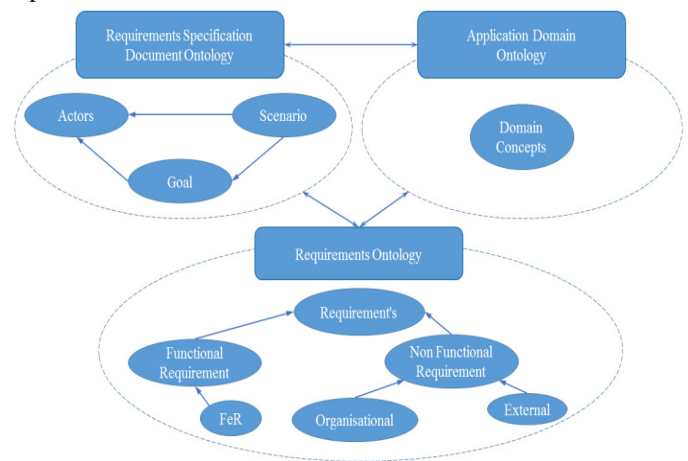 Requirements Specification
Document Ontology
Application Domain
Ontology
Actors
Scenario
Goal
Domain
Concepts
Requirements Ontology
Requirement's
Functional
Requirement
Non Functional
Requirement
FeR
Organisational
External